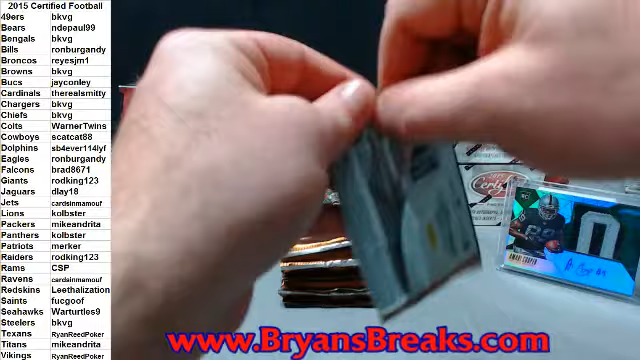 2015 Certified Football
49ers bkvg
Bears ndepaul99
Bengals bkvg
Bills ronburgandy
Broncos reyesjm1
Browns bkvg
Bucs jayconley
Cardinals therealsmitty
Chargers bkvg
Chiefs bkvg
Colts WarnerTwins
Cowboys scatcat88
Dolphins sb4ever114lyf
Eagles ronburgandy
Falcons brad8671
Giants rodking123
Jaguars dlay18
Jets cardsinmamouf
Lions kolbster
Packers mikeandrita
Panthers kolbster
Patriots merker
Raiders rodking123
Rams CSP
Ravens cardsinmamouf
Redskins Leethalization
Saints fucgoof
Seahawks Warturtles9
Steelers bkvg
Texans RyanReedPoker
Titans mikeandrita
Vikings RyanReedPoker
Certified
AMARI COOPER
www.BryansBreaks.com